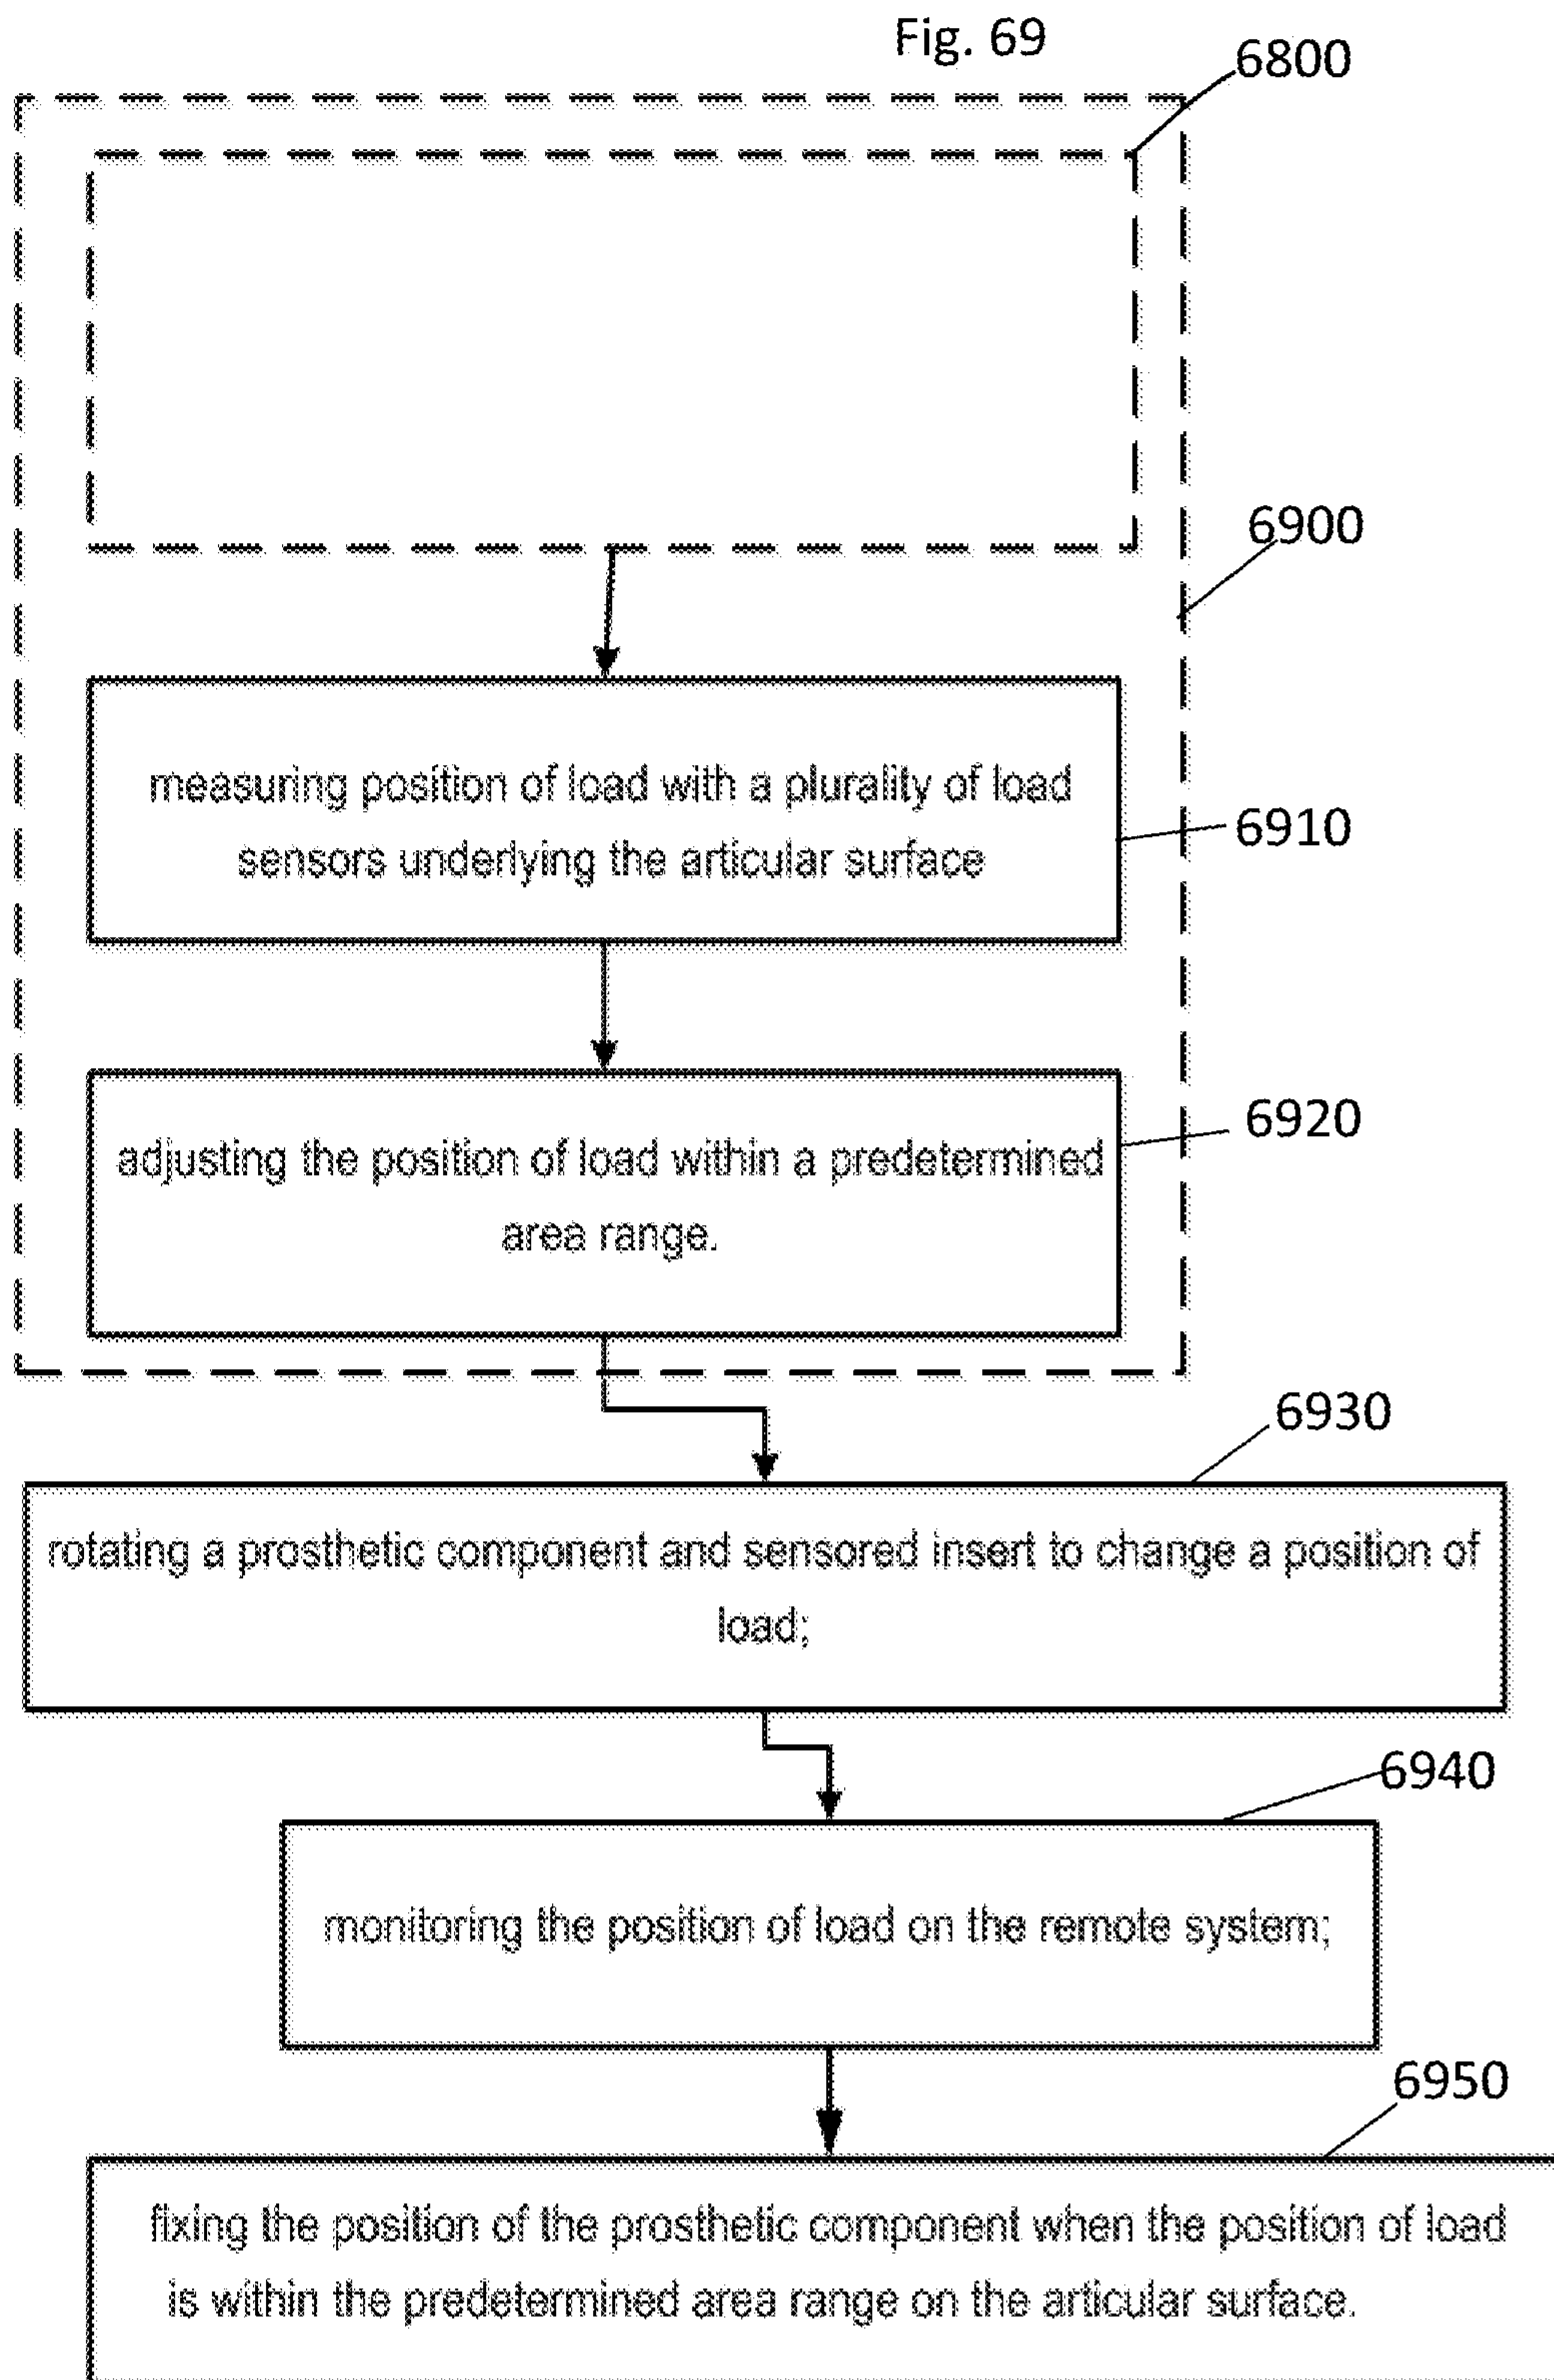 Fig. 69
6800
6900
measuring position of load with a plurality of load
sensors underlying the articular surface
6910
adjusting the position of load within a predetermined
area range.
6920
6930
rotating a prosthetic component and sensored insert to change a position of
load;
6940
monitoring the position of load on the remote system;
6950
fixing the position of the prosthetic component when the position of load
is within the predetermined area range on the articular surface.